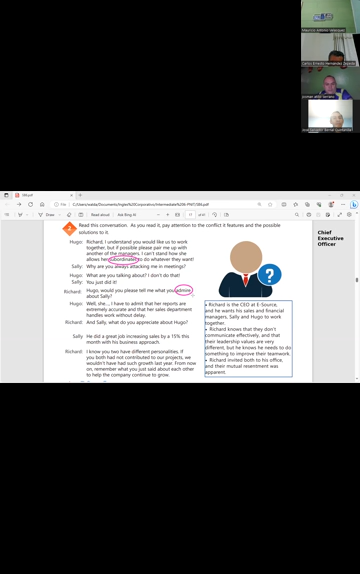 Read this conversation. As you read it, pay attention to the conflict it features and the possible
solutions to it.
Hugo: Richard, I understand you would like us to work
together, but if possible please pair me up with
another of the managers. I can't stand how she
allows her subordinates to do whatever they want!
Sally: Why are you always attacking me in meetings?
Hugo: What are you talking about? I don't do that!
Sally: You just did it!
Richard: Hugo, would you please tell me what you admire
about Sally?
Hugo: Well, she..., I have to admit that her reports are
extremely accurate and that her sales department
handles work without delay.
Richard: And Sally, what do you appreciate about Hugo?
Sally He did a great job increasing sales by a 15% this
month with his business approach.
Richard: I know you two have different personalities. If
you both had not contributed to our projects, we
wouldn't have had such growth last year. From now
on, remember what you just said about each other
to help the company continue to grow.
?
• Richard is the CEO at E-Source,
and he wants his sales and financial
managers, Sally and Hugo to work
together.
• Richard knows that they don't
communicate effectively, and that
their leadership values are very
different, but he knows he needs to do
something to improve their teamwork.
• Richard invited both to his office,
and their mutual resentment was
apparent.
Chief
Executive
Officer
Draw
Read aloud
Ask Bing AI